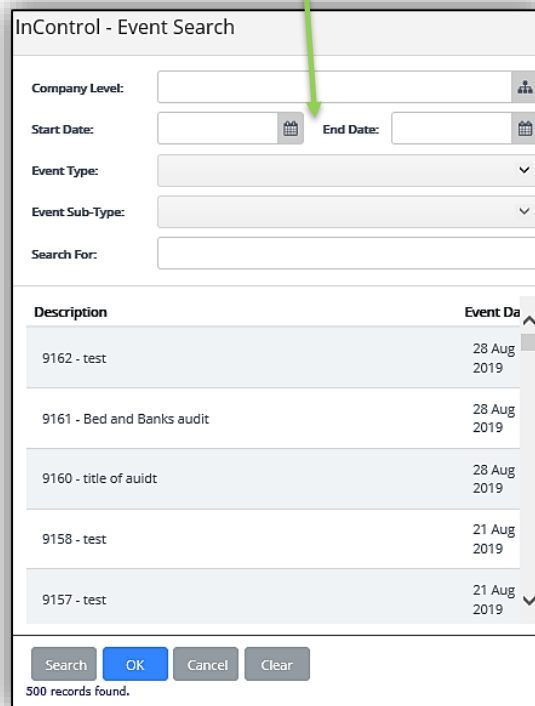 InControl - Event Search
Company Level:
Start Date: End Date:
Event Type:
Event Sub-Type:
Search For:
Description Event Da
9162 - test 28 Aug
2019
9161 - Bed and Banks audit 28 Aug
2019
9160 - title of auidt 28 Aug
2019
9158 - test 21 Aug
2019
9157 - test 21 Aug
2019
Search OK Cancel Clear
500 records found.